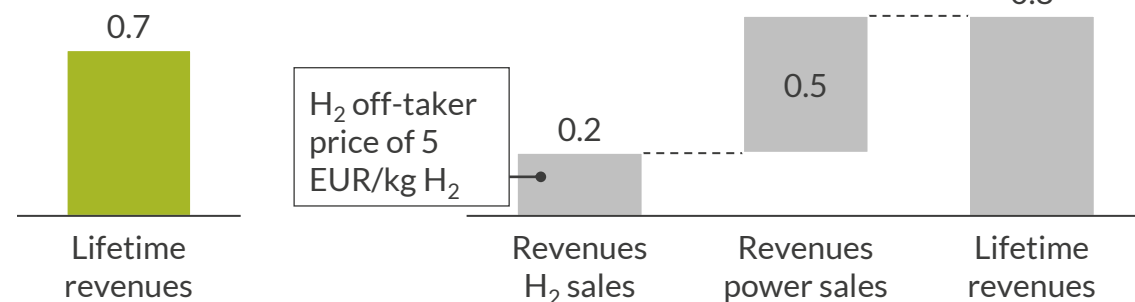 0.7
Lifetime
revenues
H₂ off-taker
price of 5
EUR/kg H₂
0.2
Revenues
H₂ sales
0.5
Revenues
power sales
Lifetime
revenues